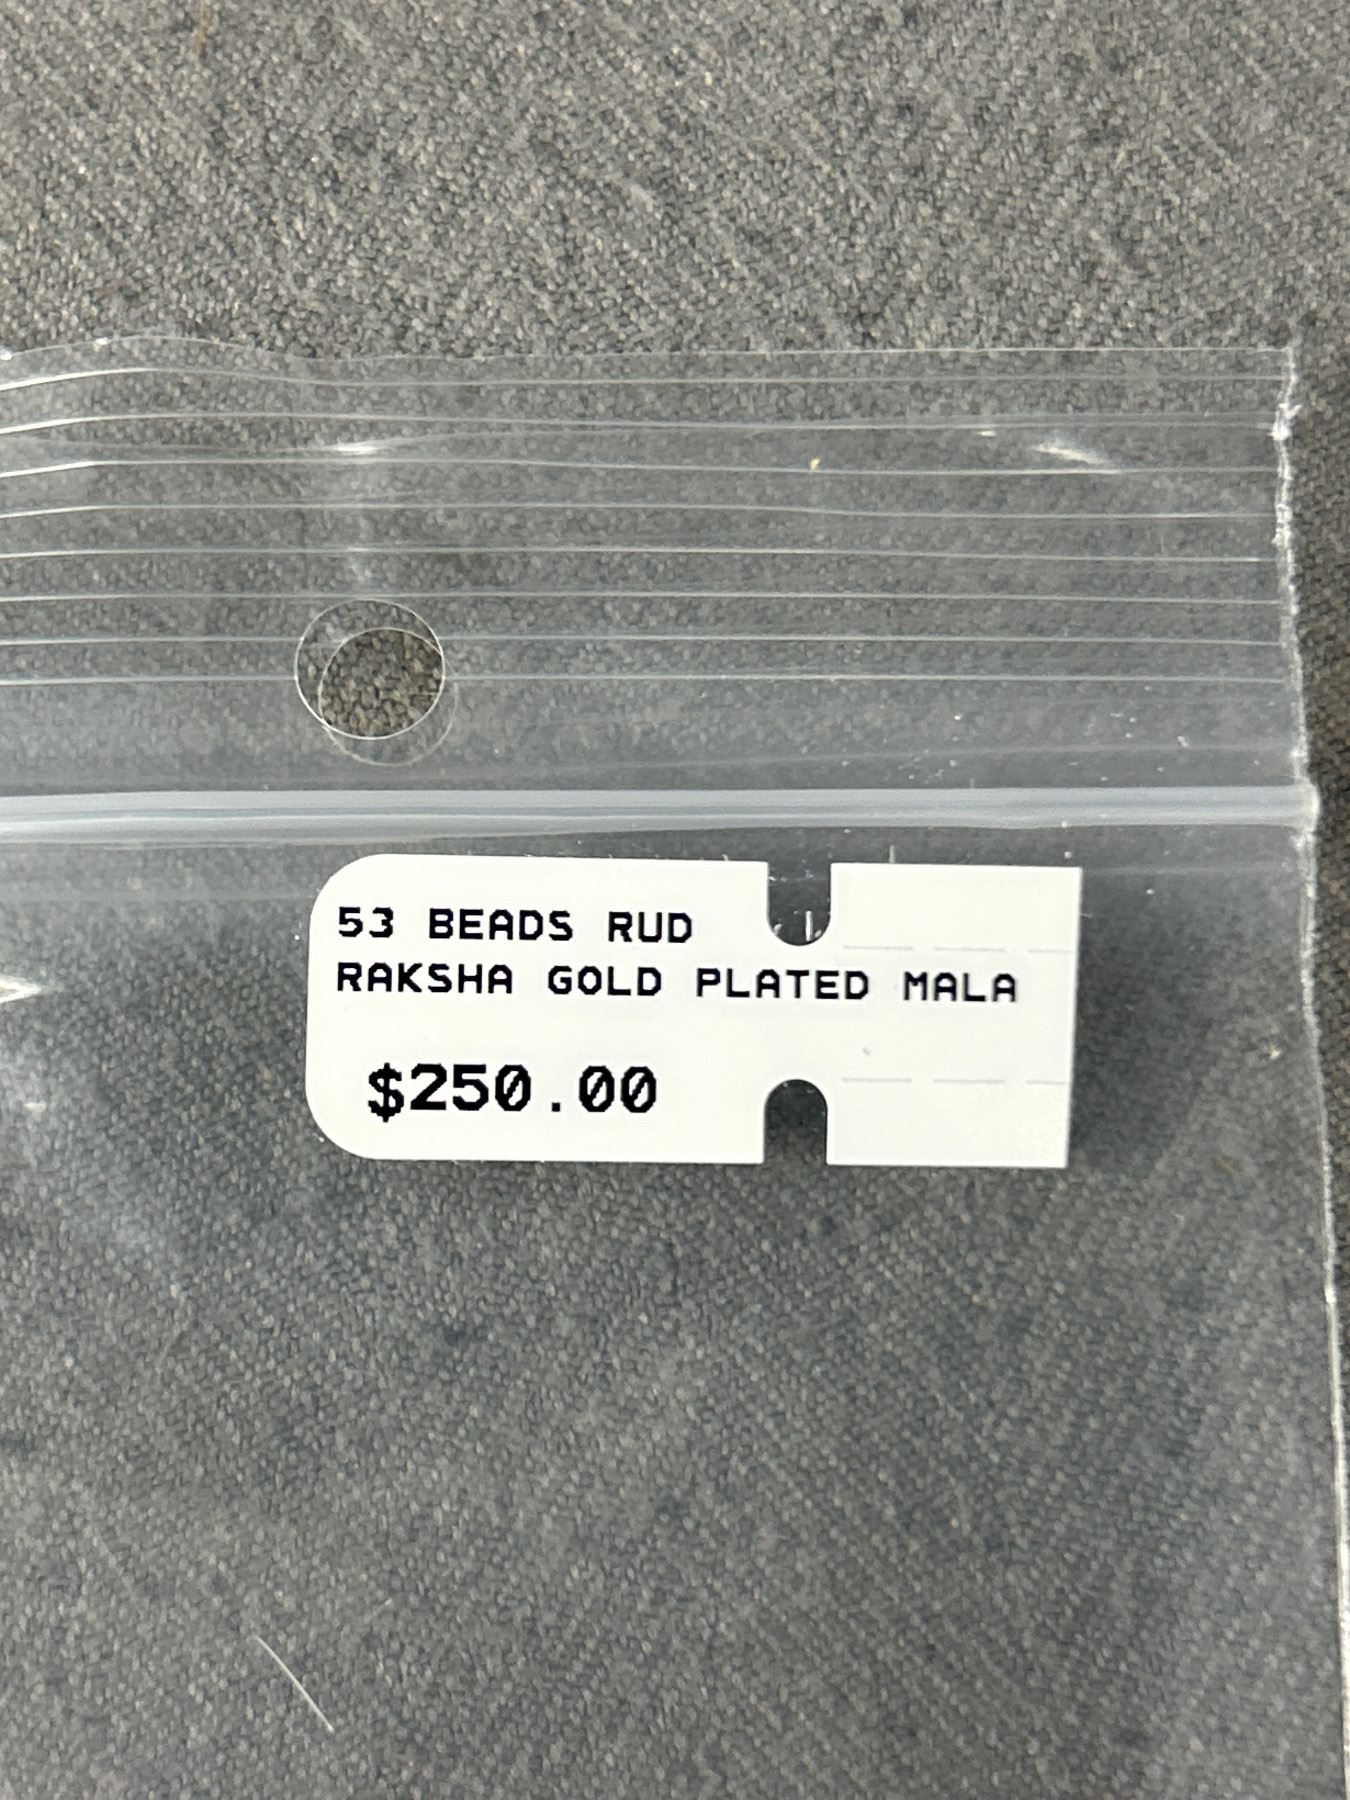 53 BEADS RUD
RAKSHA GOLD PLATED MALA
$250.00